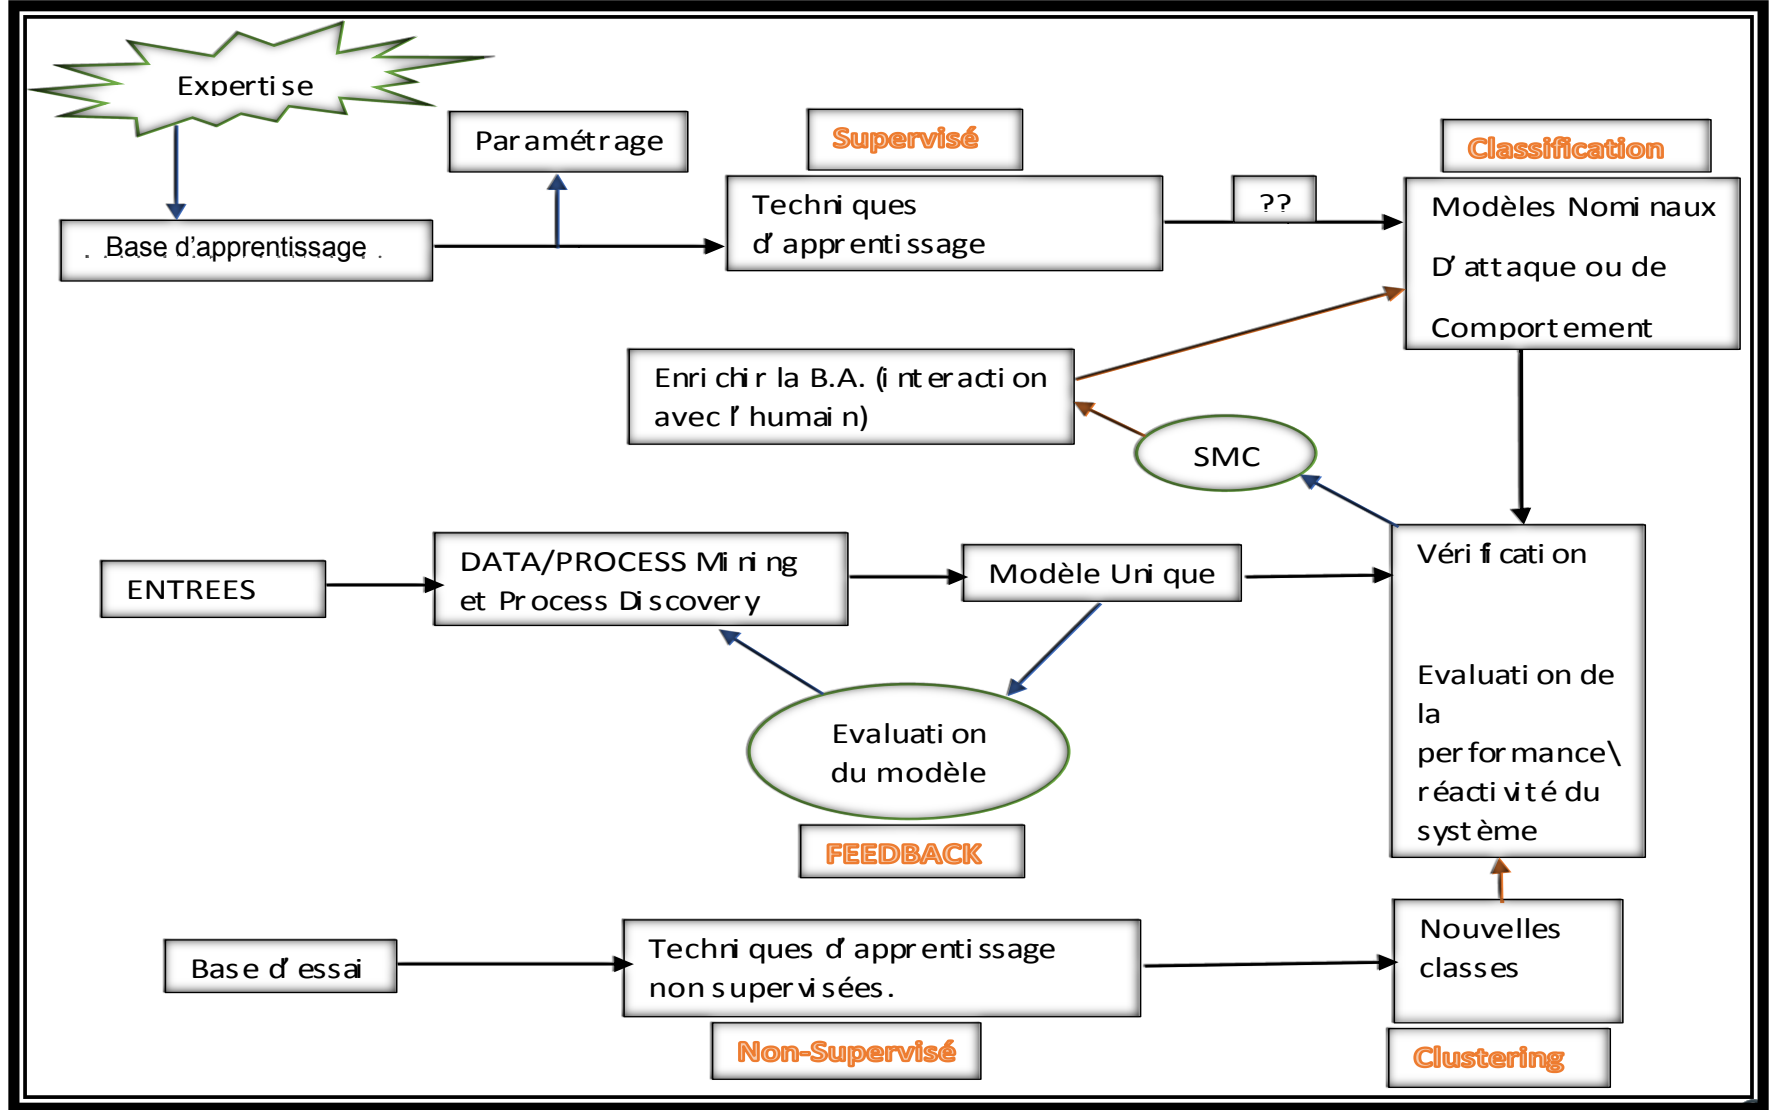 Expertise
Paramétrage
Supervisé
Classification
Base d'apprentissage
Techniques
d'apprentissage
??
Modèles Nominaux
D'attaque ou de
Comportement
Enrichir la B.A. (interaction
avec l'humain)
SMC
ENTREES
DATA/PROCESS Mining
et Process Discovery
Modèle Unique
Vérification
Evaluation de
la
performance\
réactivité du
système
Evaluation
du modèle
FEEDBACK
Base d'essai
Techniques d'apprentissage
non supervisées.
Non-Supervisé
Nouvelles
classes
Clustering